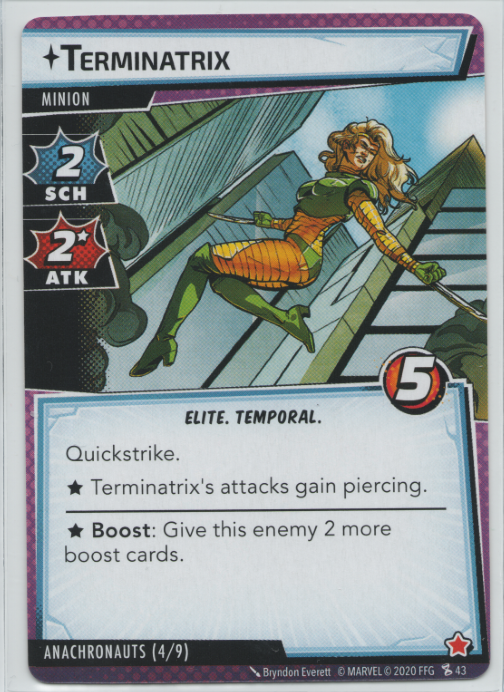 TERMINATRIX
MINION
2
SCH
2★
ATK
5
ELITE. TEMPORAL.
Quickstrike.
★ Terminatrix's attacks gain piercing.
★ Boost: Give this enemy 2 more
boost cards.
ANACHRONAUTS (4/9)
Bryndon Everett © MARVEL © 2020 FFG 43